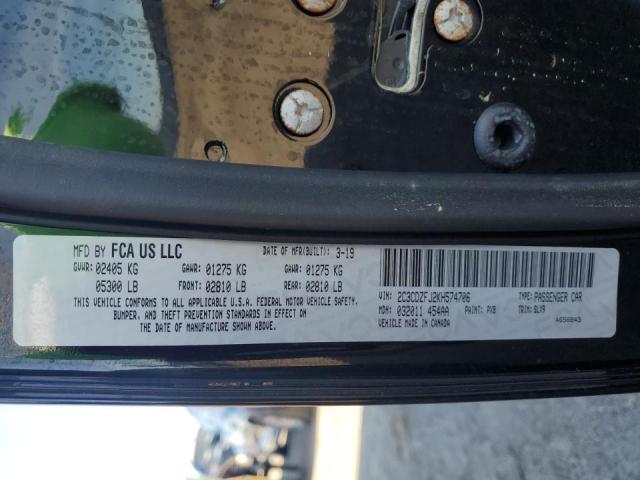 MFD BY FCA US LLC DATE OF MFR(BUILT): 3-19
GVWR: 02405 KG GAWR: 01275 KG GAWR: 01275 KG
05300 LB FRONT: 02810 LB REAR: 02810 LB
THIS VEHICLE CONFORMS TO ALL APPLICABLE U.S.A. FEDERAL MOTOR VEHICLE SAFETY,
BUMPER, AND THEFT PREVENTION STANDARDS IN EFFECT ON THE DATE OF MANUFACTURE SHOWN ABOVE.
VIN: 2C3CDZFJ2KH574706 TYPE: PASSENGER CAR
MDH: 032011 454AA PAINT: PX8 TRIM: SLX9
VEHICLE MADE IN CANADA A658843